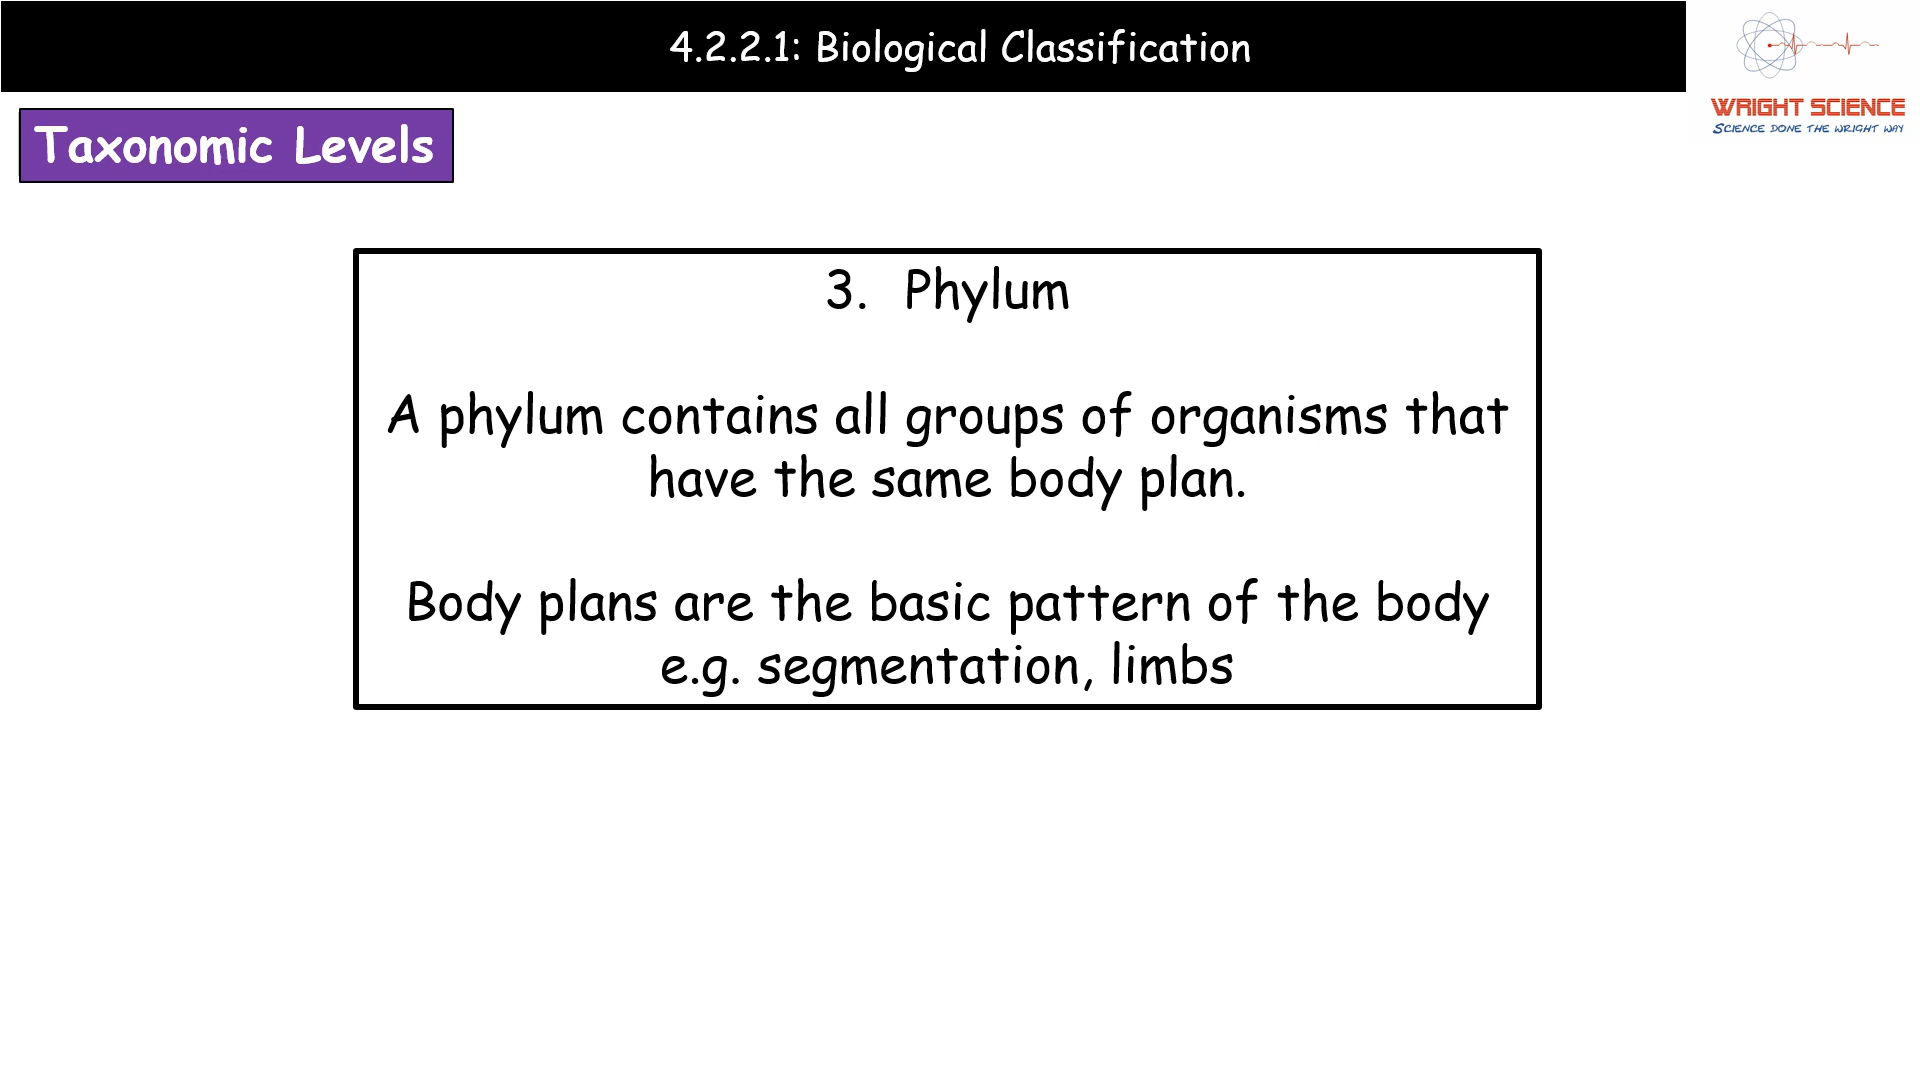 4.2.2.1: Biological Classification
WRIGHT SCIENCE
SCIENCE DONE THE WRIGHT WAY
Taxonomic Levels
3. Phylum
A phylum contains all groups of organisms that
have the same body plan.
Body plans are the basic pattern of the body
e.g. segmentation, limbs